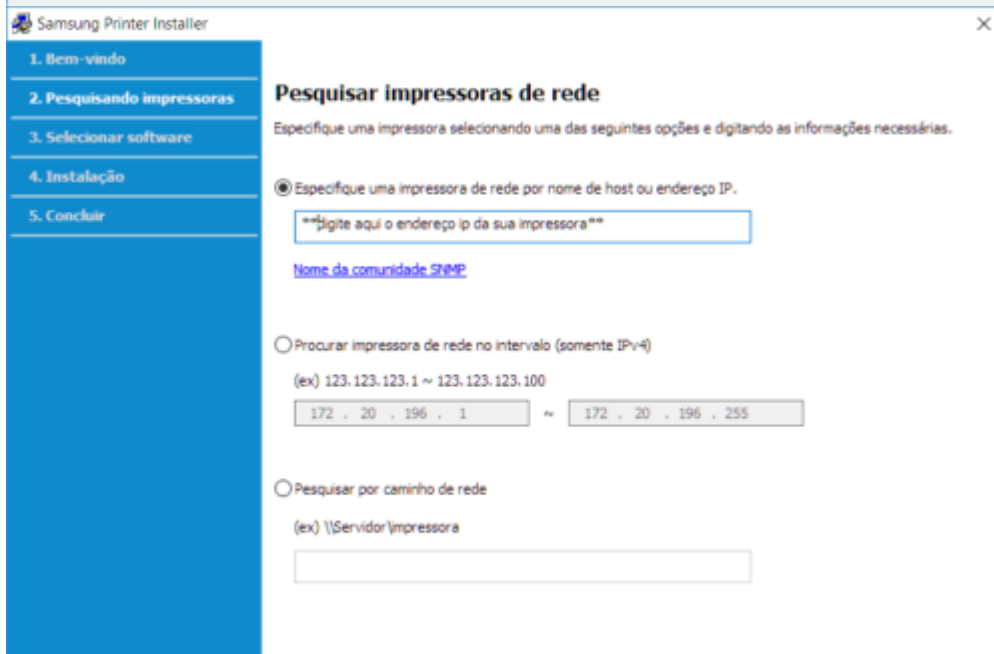 Samsung Printer Installer
1. Bem-vindo
2. Pesquisando impressoras
3. Selecionar software
4. Instalação
5. Concluir
Pesquisar impressoras de rede
Especifique uma impressora selecionando uma das seguintes opções e digitando as informações necessárias.
Especifique uma impressora de rede por nome de host ou endereço IP.
**digite aqui o endereço ip da sua impressora**
Nome da comunidade SNMP
Procurar impressora de rede no intervalo (somente IPv4)
(ex) 123.123.123.1 ~ 123.123.123.100
172 . 20 . 196 . 1 ~ 172 . 20 . 196 . 255
Pesquisar por caminho de rede
(ex) \\Servidor\impressora